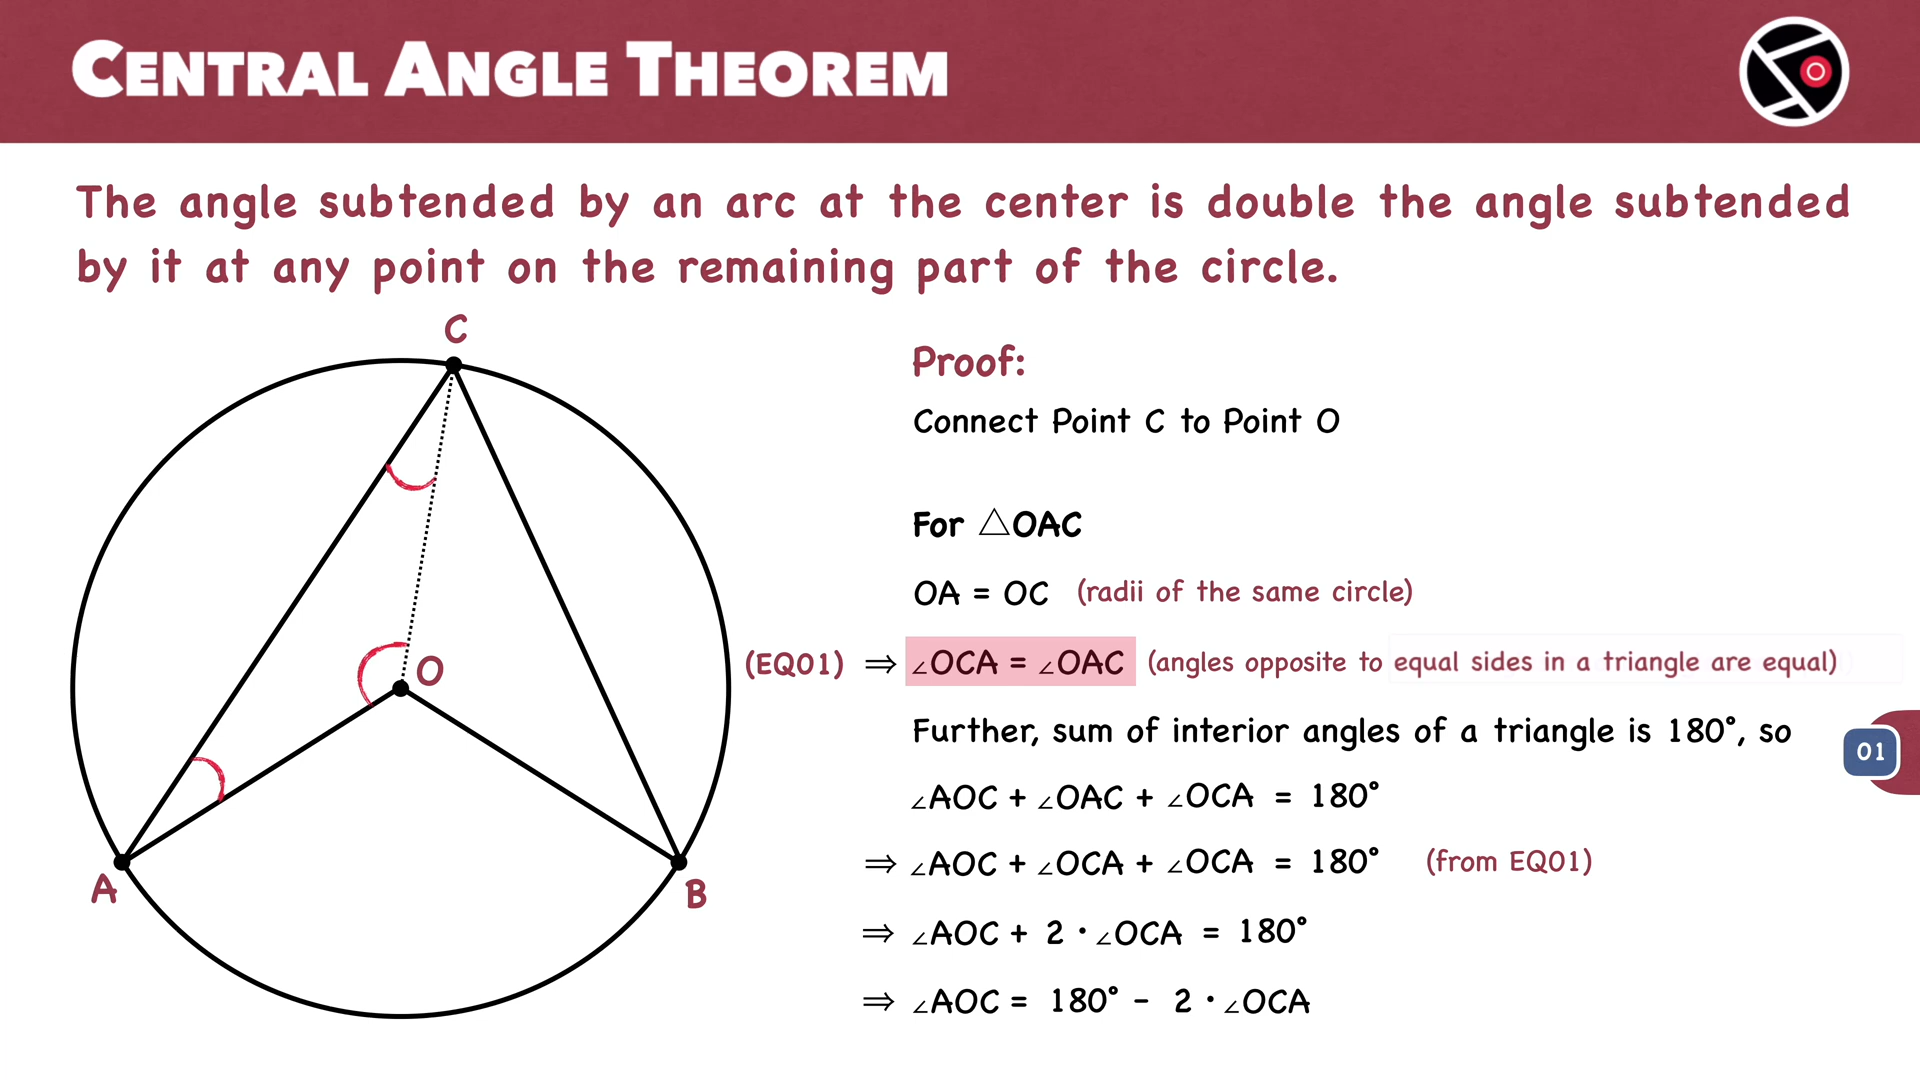 CENTRAL ANGLE THEOREM
The angle subtended by an arc at the center is double the angle subtended
by it at any point on the remaining part of the circle.
C
O
A
B
Proof:
Connect Point C to Point O
For △OAC
OA = OC (radii of the same circle)
(EQ01) ⇒ ∠OCA = ∠OAC (angles opposite to equal sides in a triangle are equal)
Further, sum of interior angles of a triangle is 180°, so
01
∠AOC + ∠OAC + ∠OCA = 180°
⇒ ∠AOC + ∠OCA + ∠OCA = 180° (from EQ01)
⇒ ∠AOC + 2 · ∠OCA = 180°
⇒ ∠AOC = 180° - 2 · ∠OCA